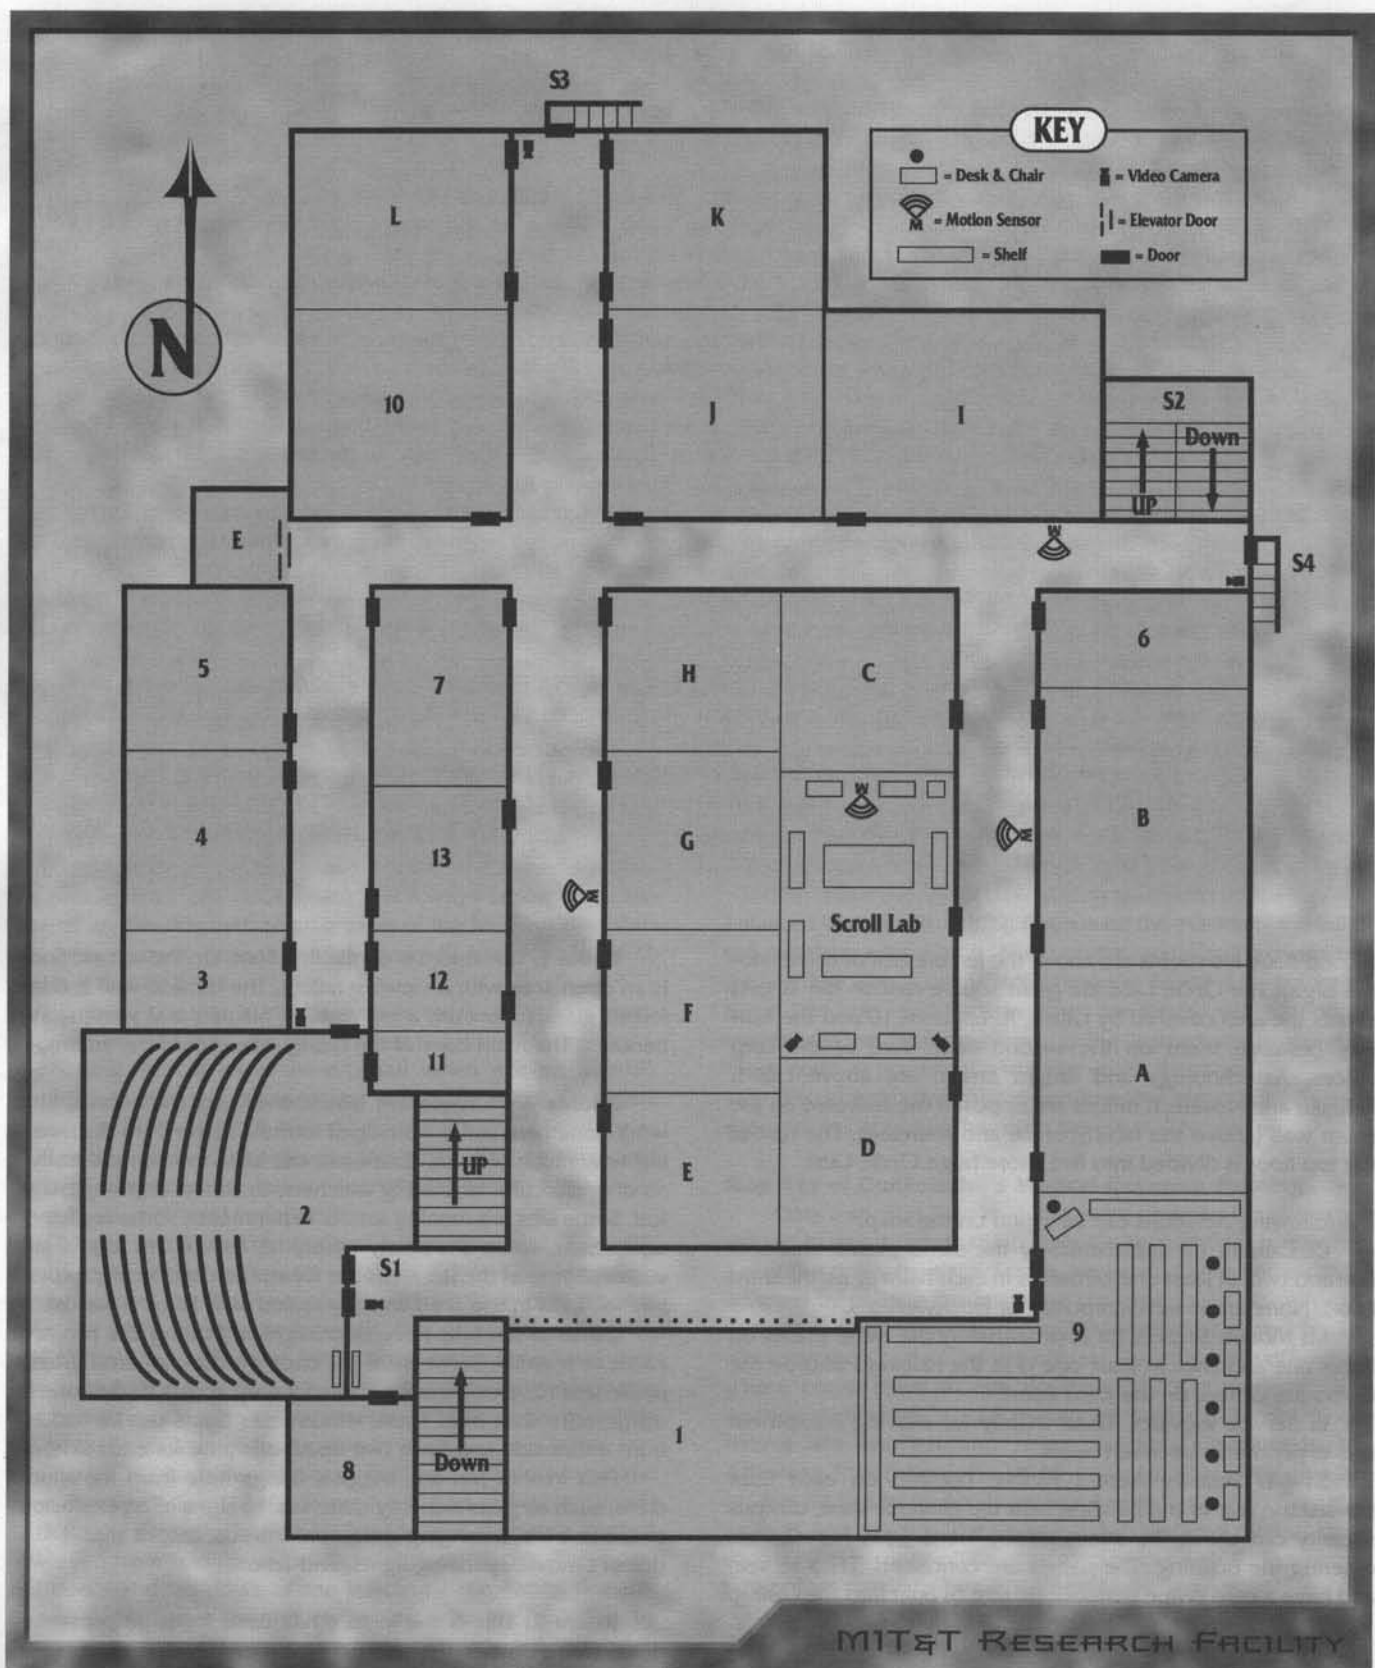 S3
KEY
= Desk & Chair
= Video Camera
M = Motion Sensor
= Elevator Door
= Shelf
= Door
N
L
K
10
J
I
S2
UP
Down
E
M
S4
5
7
H
C
6
4
13
G
M
M
B
M
Scroll Lab
3
12
F
11
A
UP
E
D
2
S1
9
1
8
Down
MIT&T RESEARCH FACILITY